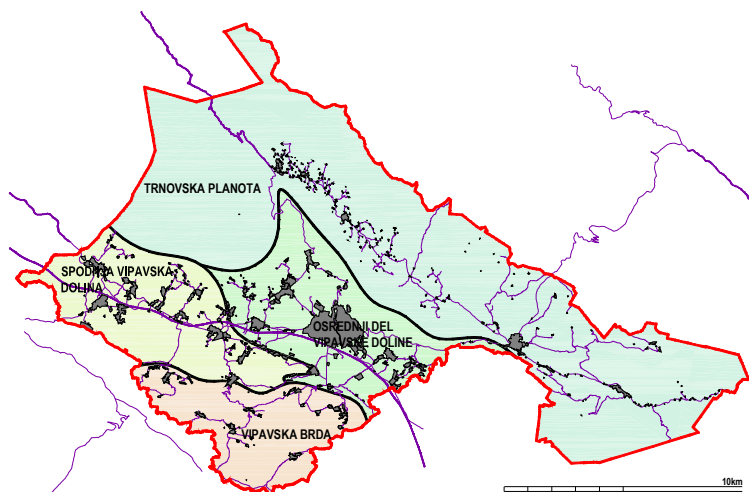 TRNOVSKA PLANOTA
SPODNJA VIPAVSKA
DOLINA
OSREDNJI DEL
VIPAVSKE DOLINE
VIPAVSKA BRDA
10km